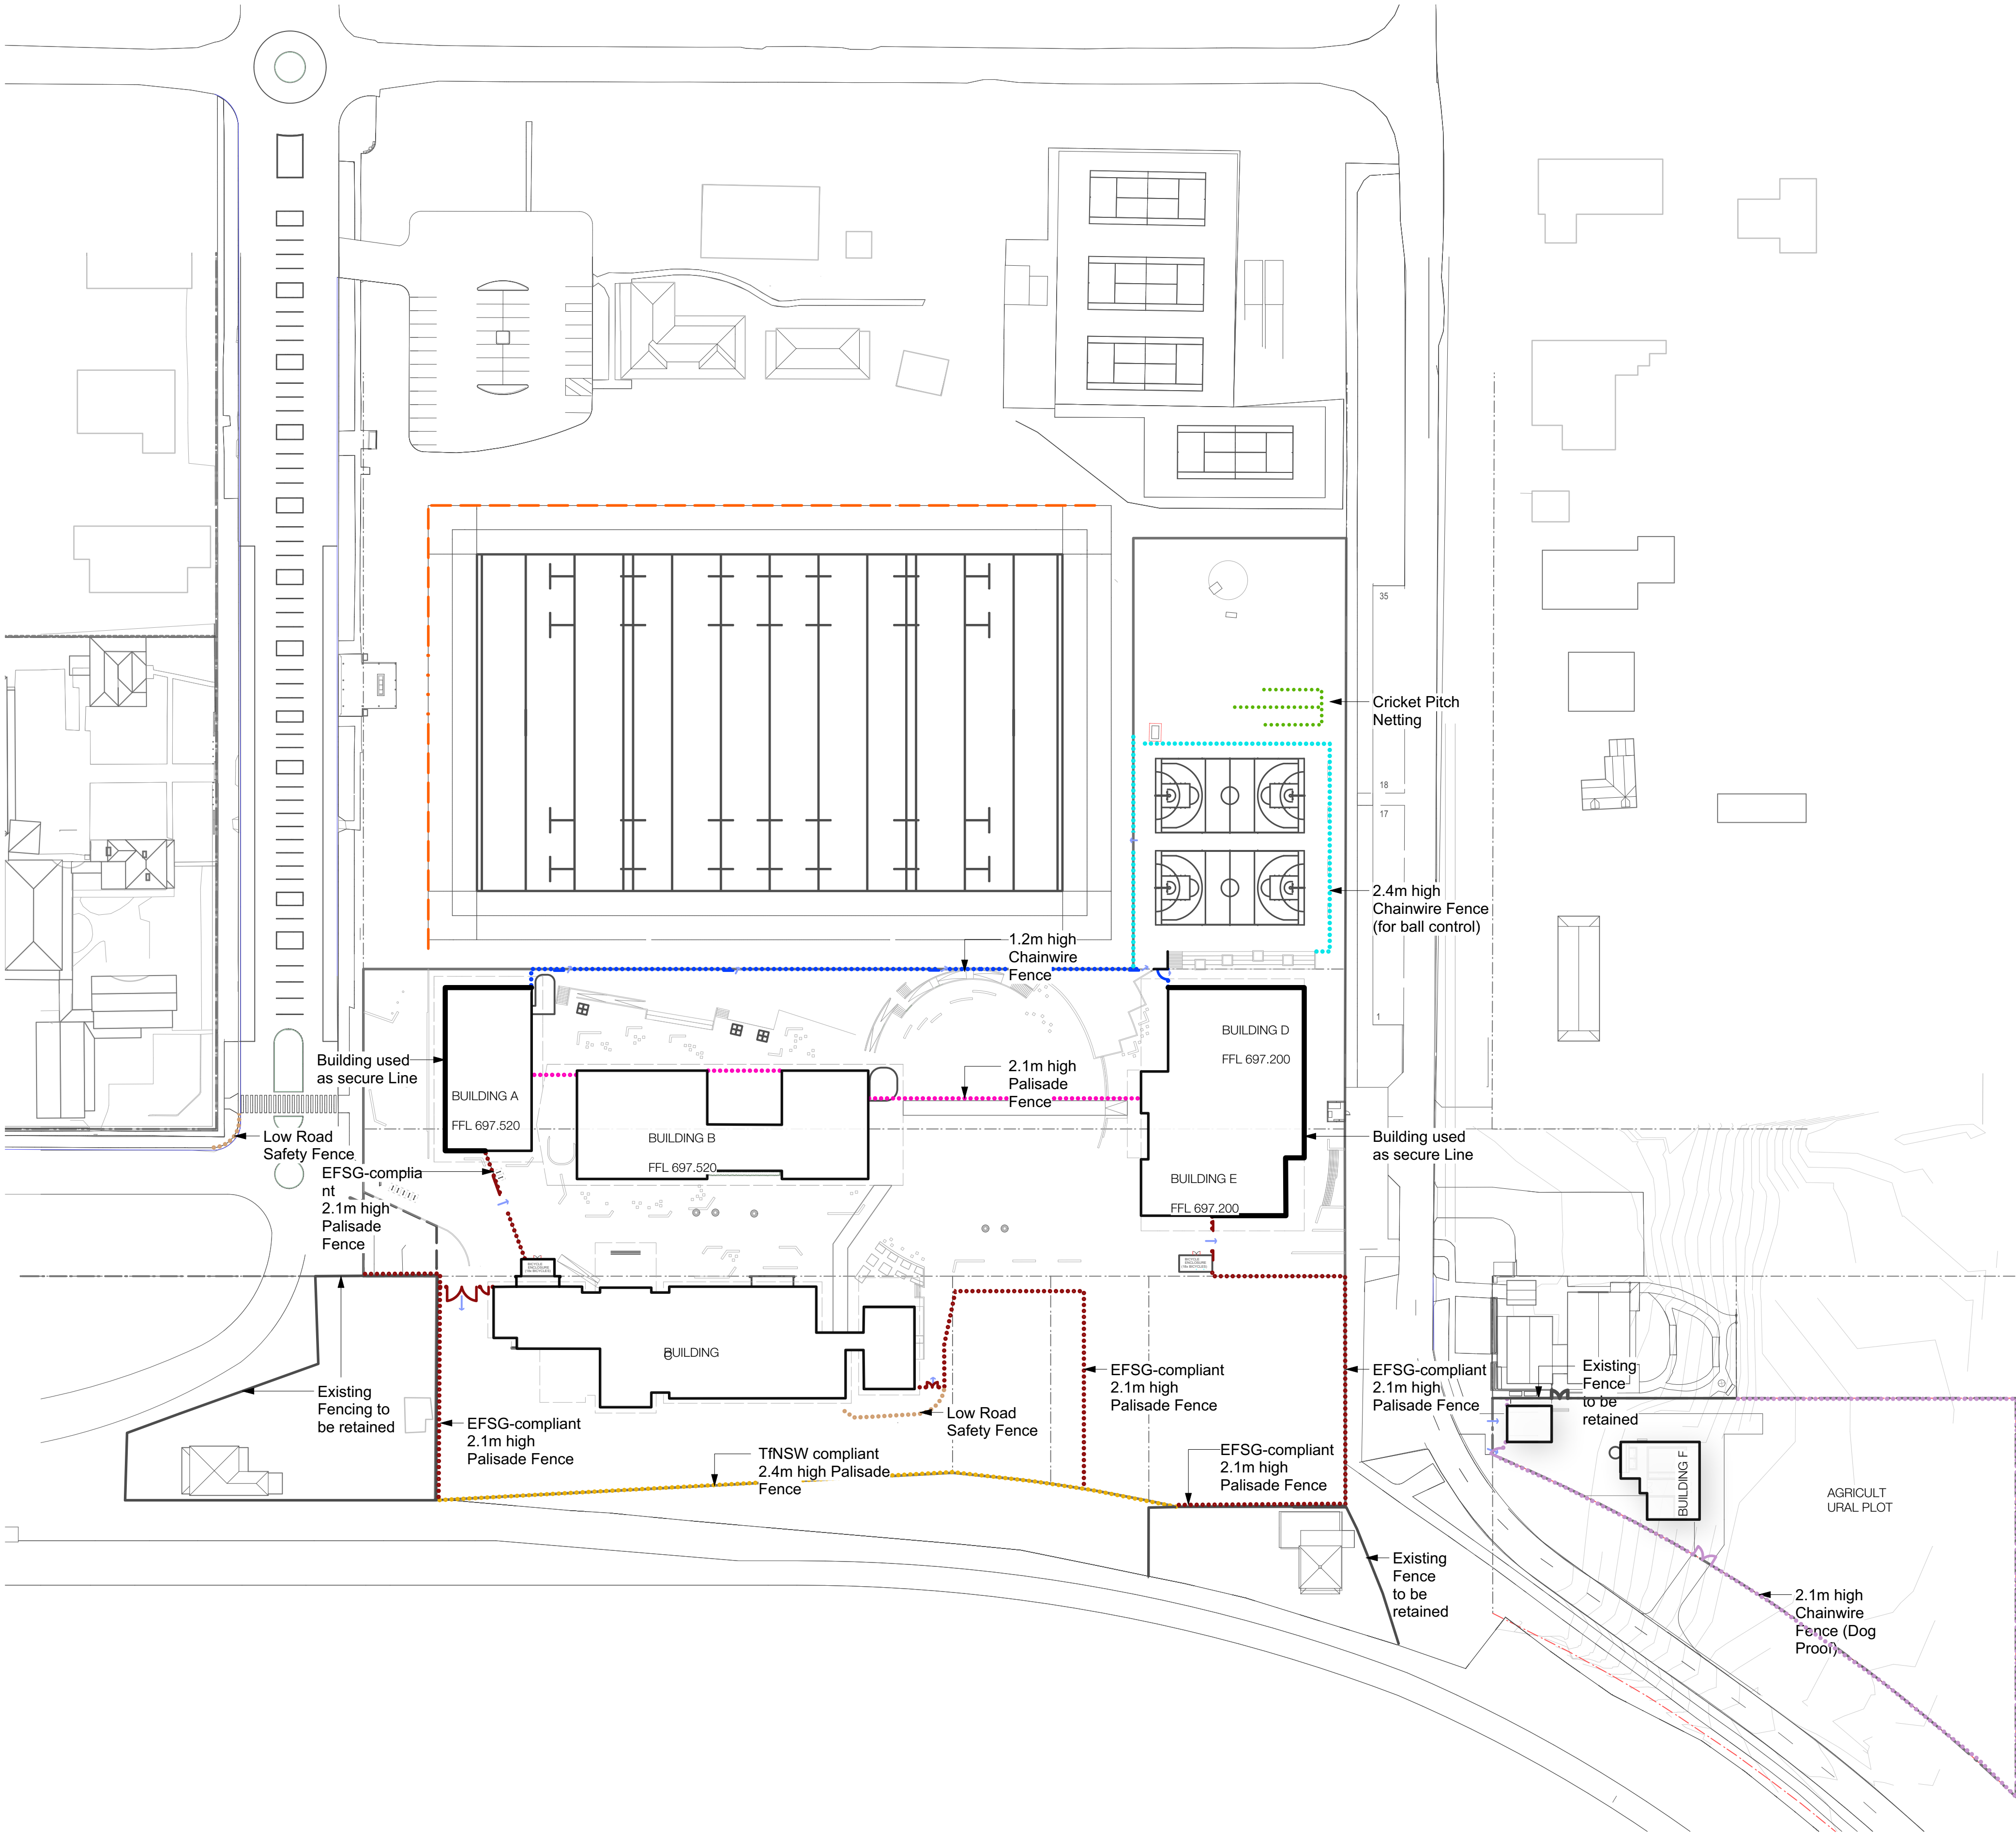 35
Cricket Pitch
Netting
18
17
2.4m high
Chainwire Fence
(for ball control)
1.2m high
Chainwire
Fence
1
BUILDING D
FFL 697.200
Building used
as secure Line
2.1m high
Palisade
Fence
BUILDING A
FFL 697.520
BUILDING B
FFL 697.520
Low Road
Safety Fence
Building used
as secure Line
EFSG-complia
nt
2.1m high
Palisade
Fence
BUILDING E
FFL 697.200
BICYCLE
ENCLOSURE
BICYCLE
ENCLOSURE
BUILDING
C
Existing
Fencing to
be retained
EFSG-compliant
2.1m high
Palisade Fence
EFSG-compliant
2.1m high
Palisade Fence
EFSG-compliant
2.1m high
Palisade Fence
Existing
Fence
to be
retained
Low Road
Safety Fence
TfNSW compliant
2.4m high Palisade
Fence
EFSG-compliant
2.1m high
Palisade Fence
BUILDING F
AGRICULT
URAL PLOT
Existing
Fence
to be
retained
2.1m high
Chainwire
Fence (Dog
Proof)